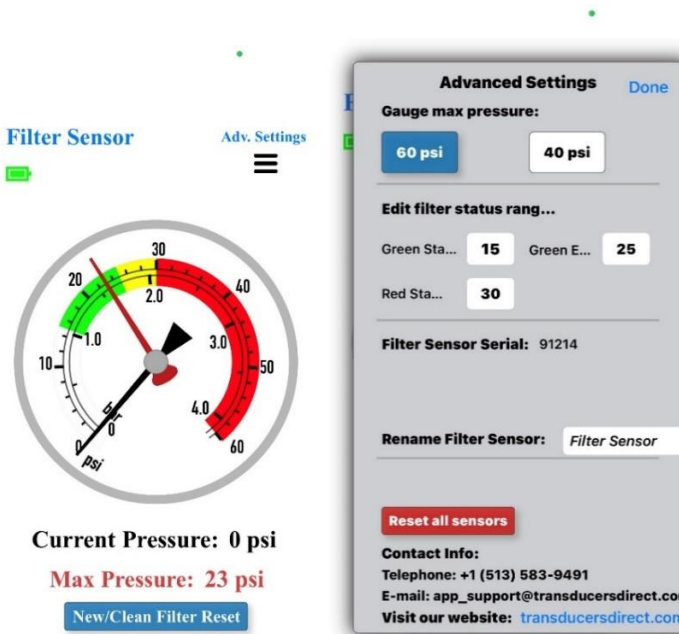 Filter Sensor
Adv. Settings
30
20
40
2.0
1.0
3.0
10
50
4.0
bar
0
0
60
psi
Current Pressure: 0 psi
Max Pressure: 23 psi
New/Clean Filter Reset
Advanced Settings
Done
Gauge max pressure:
60 psi
40 psi
Edit filter status rang...
Green Sta...
15
Green E...
25
Red Sta...
30
Filter Sensor Serial: 91214
Rename Filter Sensor:
Filter Sensor
Reset all sensors
Contact Info:
Telephone: +1 (513) 583-9491
E-mail: app_support@transducersdirect.com
Visit our website: transducersdirect.com